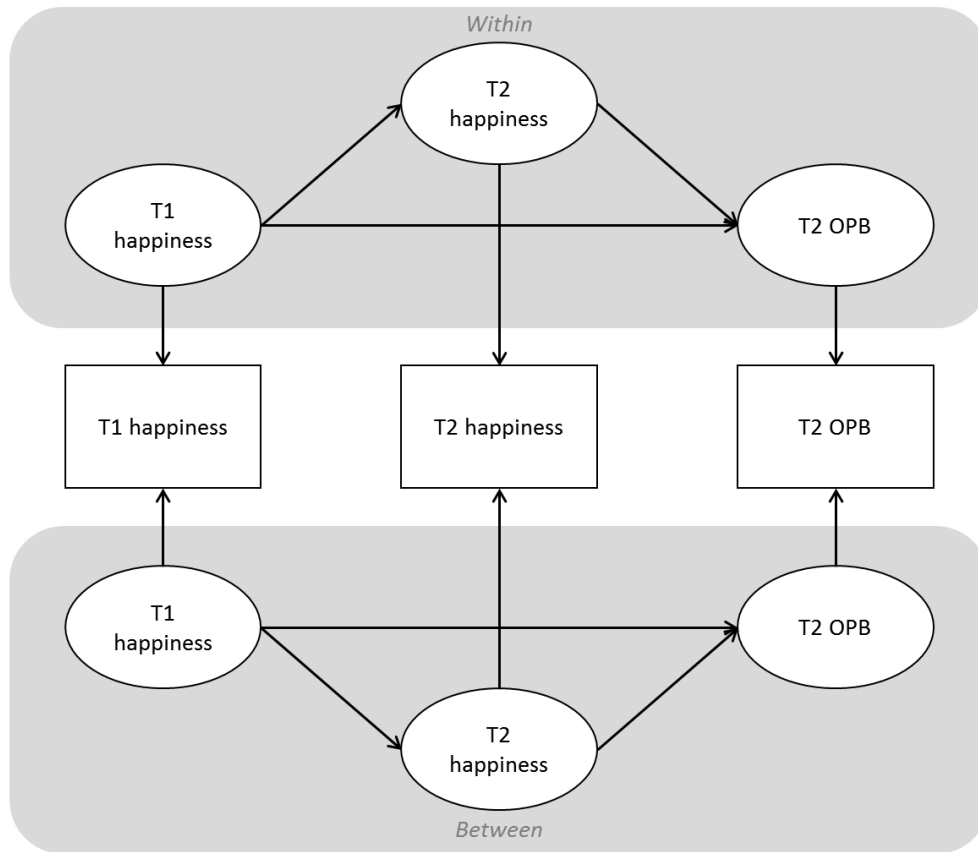 Within
T2
happiness
T1
happiness
T2 OPB
T1 happiness
T2 happiness
T2 OPB
T1
happiness
T2 OPB
T2
happiness
Between